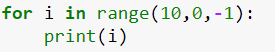 for i in range(10,0,-1):
    print(i)